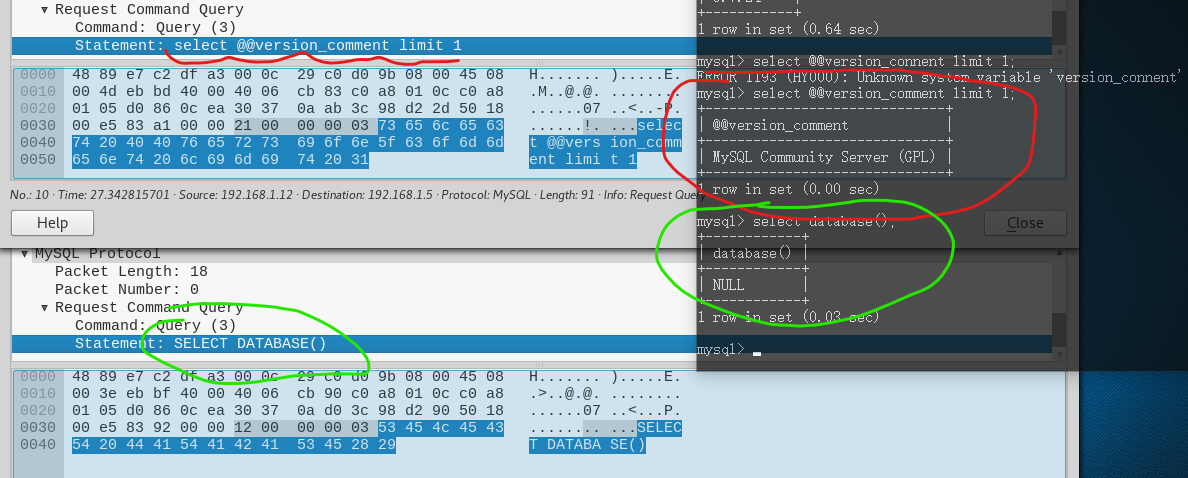 ▼ Request Command Query
Command: Query (3)
Statement: select @@version_comment limit 1
0000 48 89 e7 c2 df a3 00 0c 29 c0 d0 9b 08 00 45 08 H....... ).....E.
0010 00 4d eb bd 40 00 40 06 cb 83 c0 a8 01 0c c0 a8 .M..@.@. ........
0020 01 05 d0 86 0c ea 30 37 0a ab 3c 98 d2 2d 50 18 ......07 ..<..-P.
0030 00 e5 83 a1 00 00 21 00 00 00 03 73 65 6c 65 63 ......!. ...selec
0040 74 20 40 40 76 65 72 73 69 6f 6e 5f 63 6f 6d 6d t @@vers ion_comm
0050 65 6e 74 20 6c 69 6d 69 74 20 31 ent limi t 1
No.: 10 · Time: 27.342815701 · Source: 192.168.1.12 · Destination: 192.168.1.5 · Protocol: MySQL · Length: 91 · Info: Request Query
Help
Close
+-----------+
1 row in set (0.64 sec)
mysql> select @@version_connent limit 1;
ERROR 1193 (HY000): Unknown system variable 'version_connent'
mysql> select @@version_comment limit 1;
+------------------------------+
| @@version_comment |
+------------------------------+
| MySQL Community Server (GPL) |
+------------------------------+
1 row in set (0.00 sec)
mysql> select database();
+------------+
| database() |
+------------+
| NULL |
+------------+
1 row in set (0.03 sec)
mysql>
▼ MySQL Protocol
Packet Length: 18
Packet Number: 0
▼ Request Command Query
Command: Query (3)
Statement: SELECT DATABASE()
0000 48 89 e7 c2 df a3 00 0c 29 c0 d0 9b 08 00 45 08 H....... ).....E.
0010 00 3e eb bf 40 00 40 06 cb 90 c0 a8 01 0c c0 a8 .>..@.@. ........
0020 01 05 d0 86 0c ea 30 37 0a d0 3c 98 d2 90 50 18 ......07 ..<...P.
0030 00 e5 83 92 00 00 12 00 00 00 03 53 45 4c 45 43 ........ ...SELEC
0040 54 20 44 41 54 41 42 41 53 45 28 29 T DATABA SE()